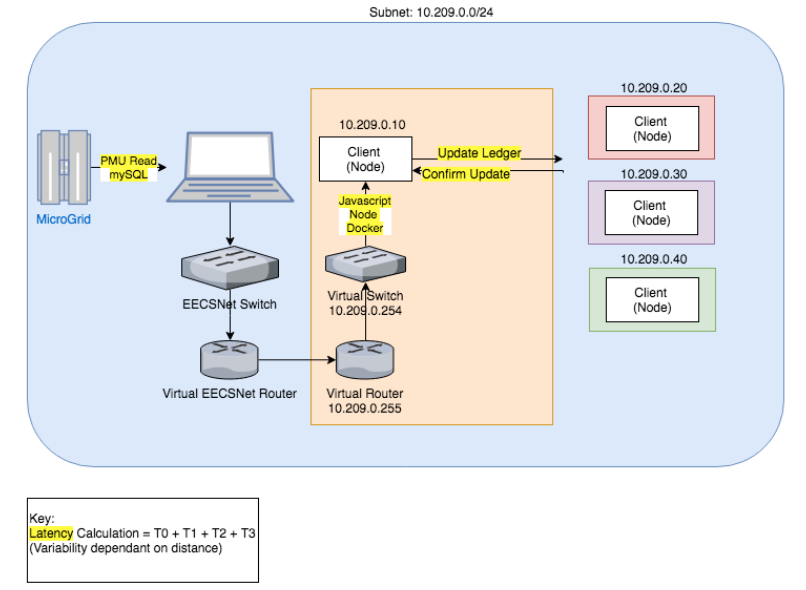 Subnet: 10.209.0.0/24
MicroGrid
PMU Read
mySQL
EECSNet Switch
Virtual EECSNet Router
10.209.0.10
Client
(Node)
Javascript
Node
Docker
Virtual Switch
10.209.0.254
Virtual Router
10.209.0.255
Update Ledger
Confirm Update
10.209.0.20
Client
(Node)
10.209.0.30
Client
(Node)
10.209.0.40
Client
(Node)
Key:
Latency Calculation = T0 + T1 + T2 + T3
(Variability dependant on distance)